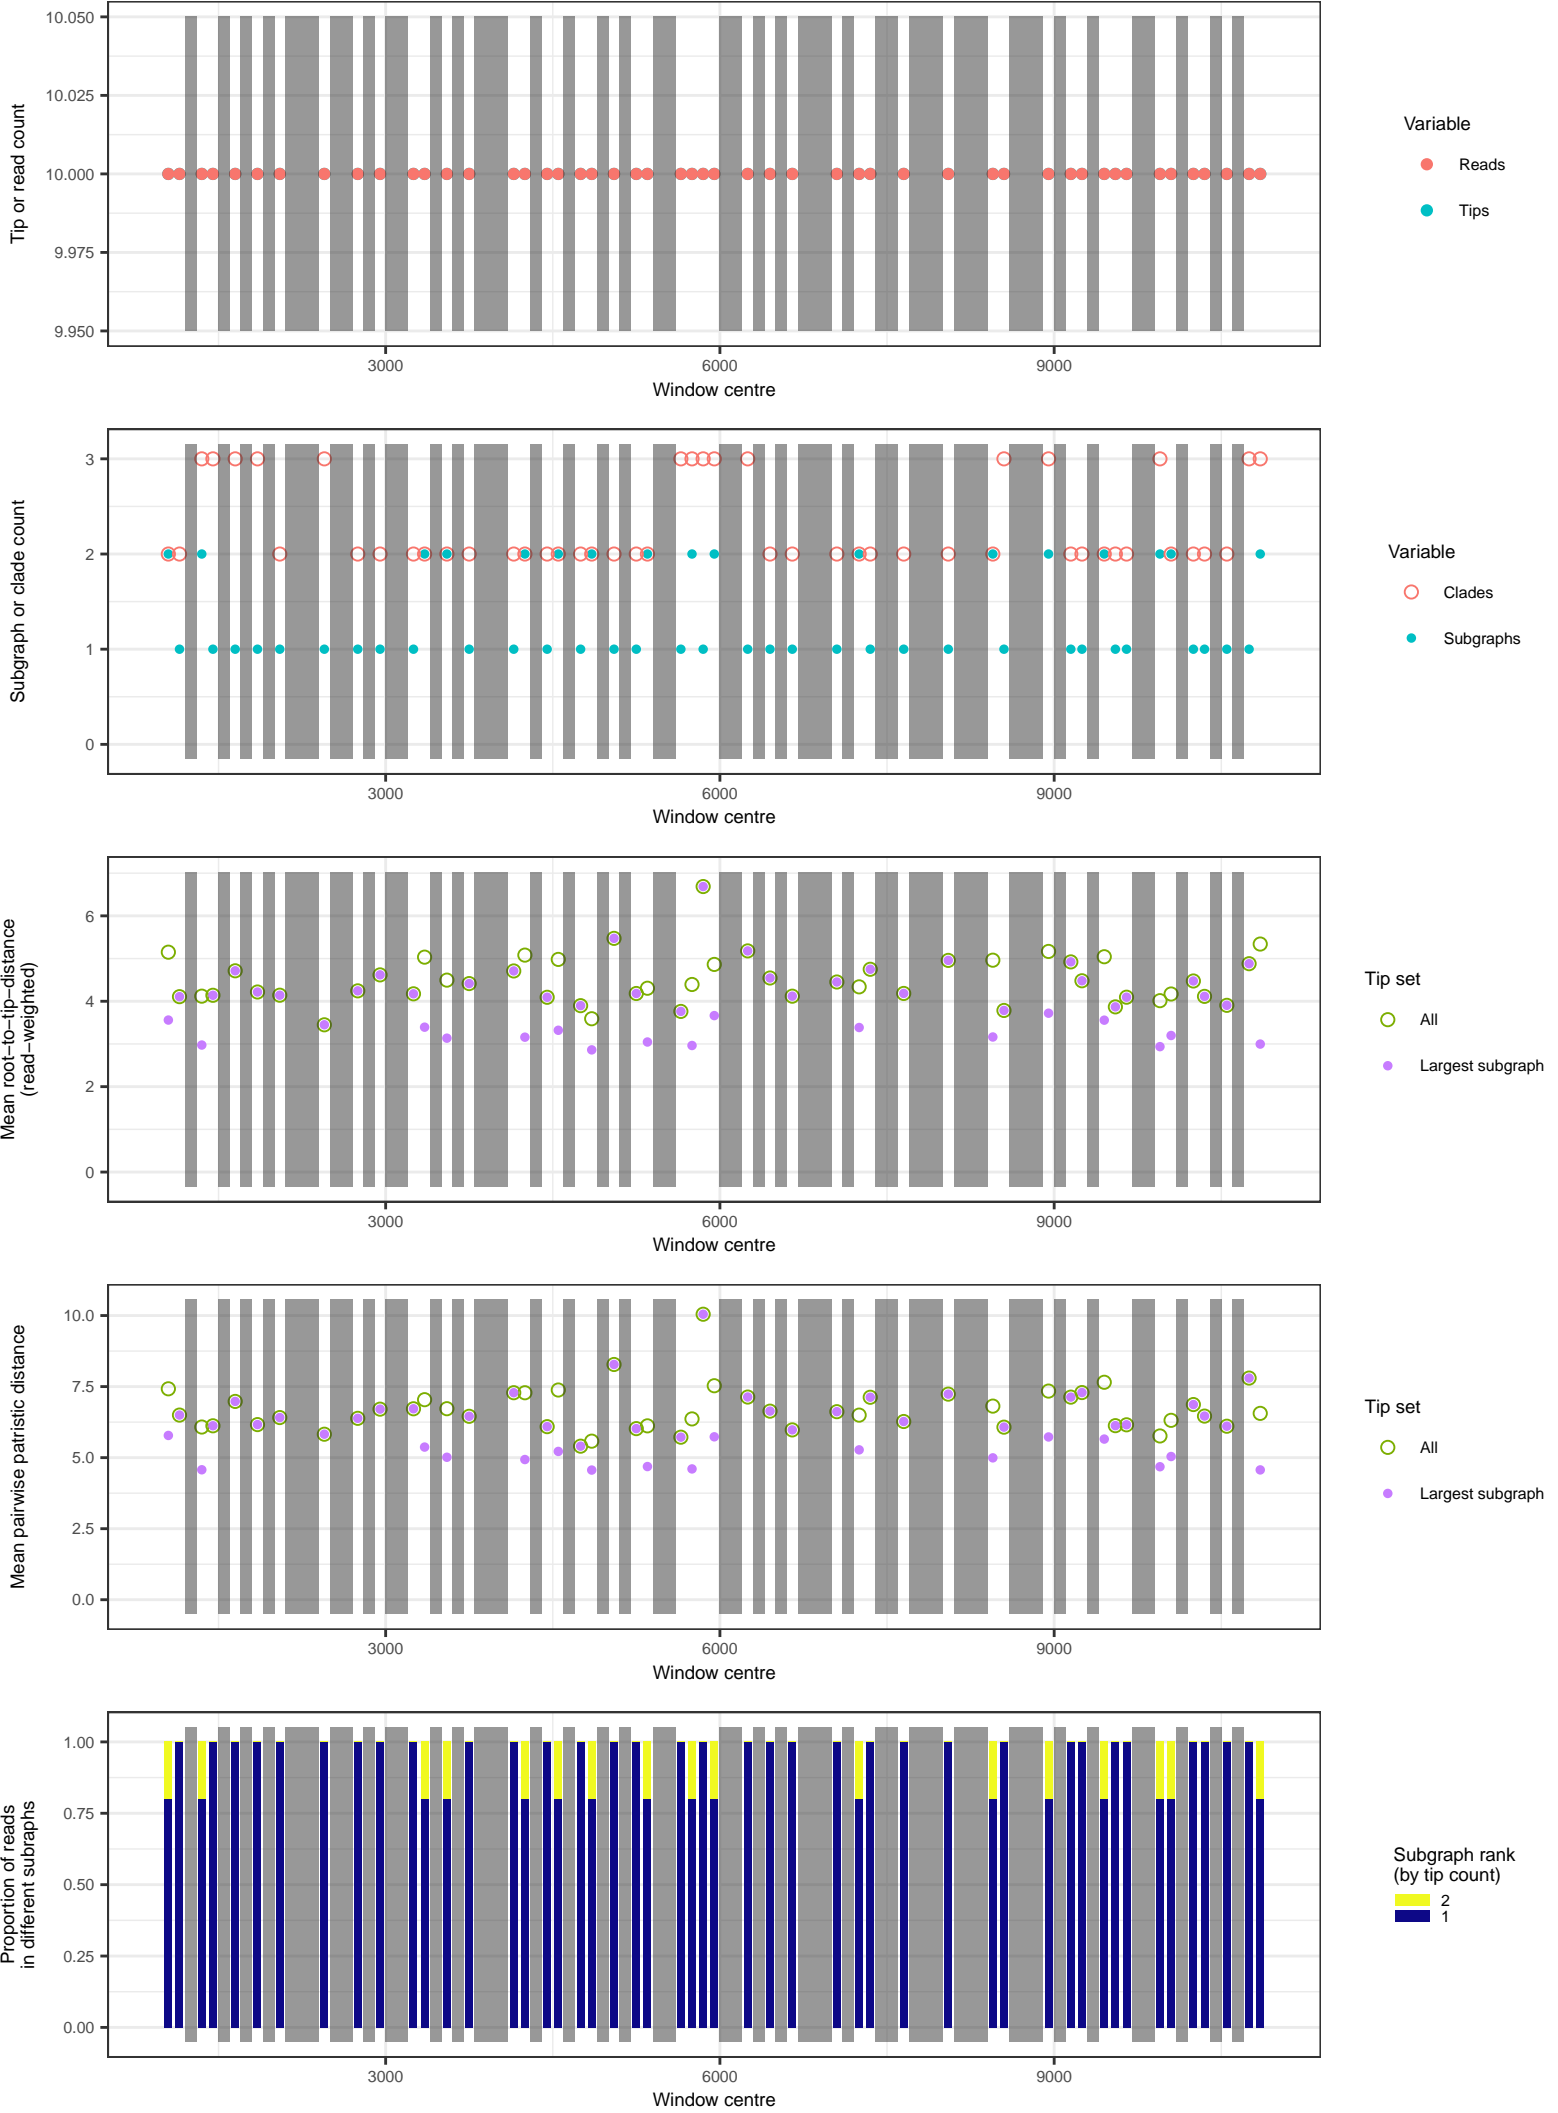 10.050
10.025
10.000
9.975
9.950
Tip or read count
3000
6000
9000
Window centre
Variable
Reads
Tips
3
2
1
0
Subgraph or clade count
3000
6000
9000
Window centre
Variable
Clades
Subgraphs
6
4
2
0
Mean root−to−tip−distance
(read−weighted)
3000
6000
9000
Window centre
Tip set
All
Largest subgraph
10.0
7.5
5.0
2.5
0.0
Mean pairwise patristic distance
3000
6000
9000
Window centre
Tip set
All
Largest subgraph
1.00
0.75
0.50
0.25
0.00
Proportion of reads
in different subraphs
3000
6000
9000
Window centre
Subgraph rank
(by tip count)
2
1